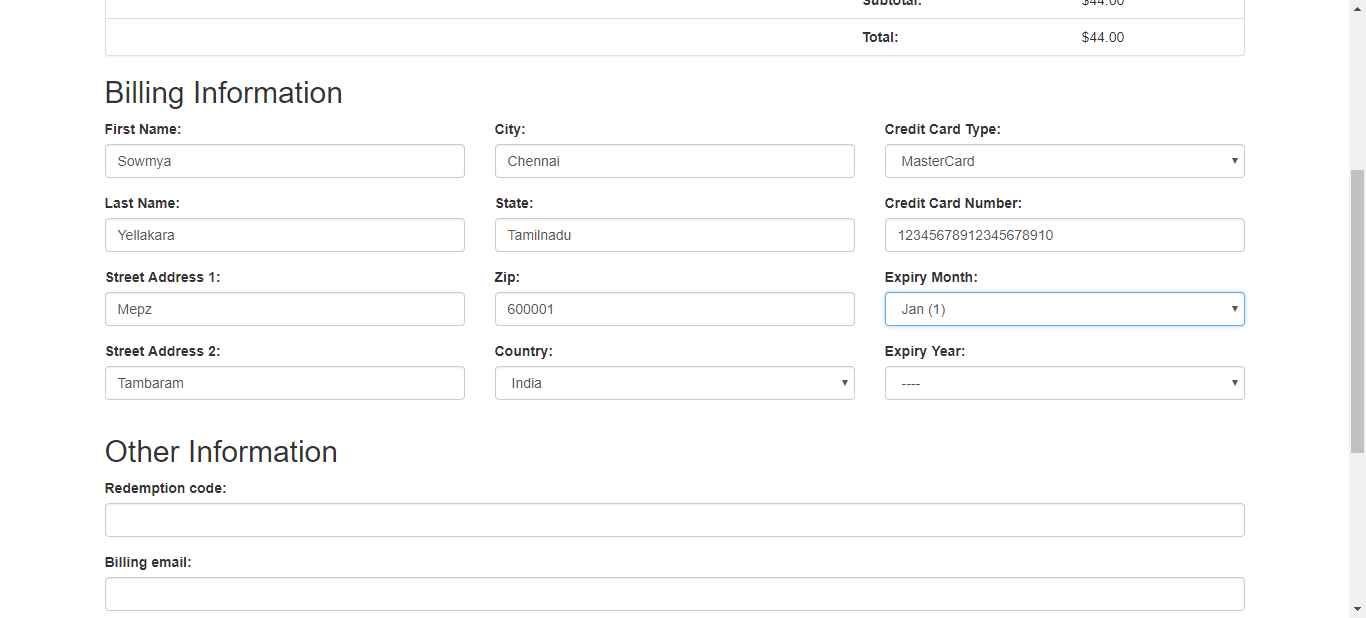 Subtotal: $44.00
Total: $44.00
Billing Information
First Name: City: Credit Card Type:
Sowmya Chennai MasterCard
Last Name: State: Credit Card Number:
Yellakara Tamilnadu 12345678912345678910
Street Address 1: Zip: Expiry Month:
Mepz 600001 Jan (1)
Street Address 2: Country: Expiry Year:
Tambaram India ----
Other Information
Redemption code:
Billing email: